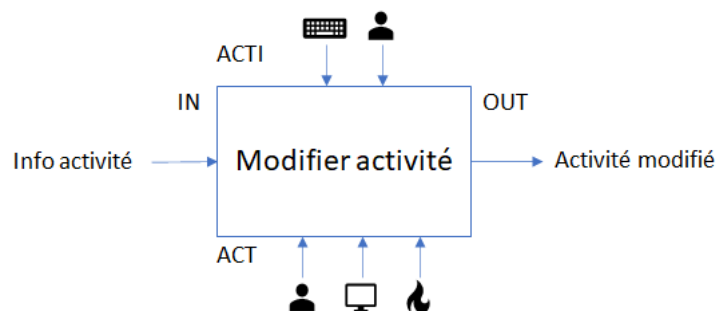 ACTI
IN
OUT
Info activité
Modifier activité
Activité modifié
ACT